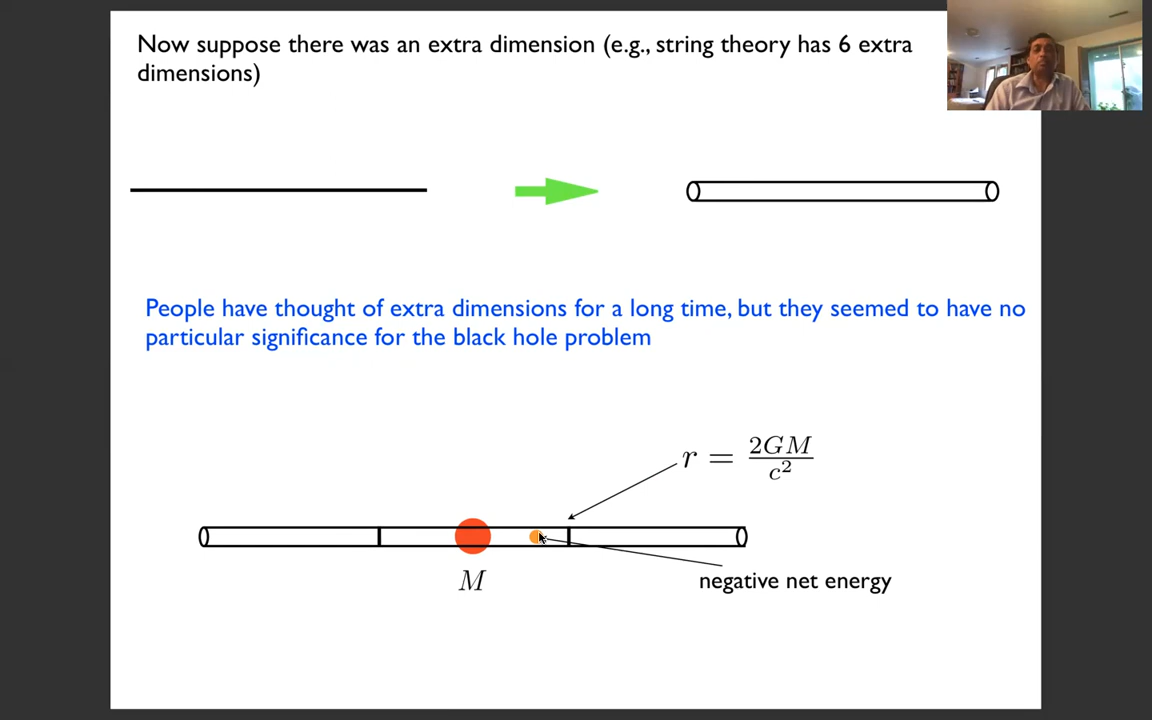 Now suppose there was an extra dimension (e.g., string theory has 6 extra
dimensions)
People have thought of extra dimensions for a long time, but they seemed to have no
particular significance for the black hole problem
r = 2GM/c²
M
negative net energy